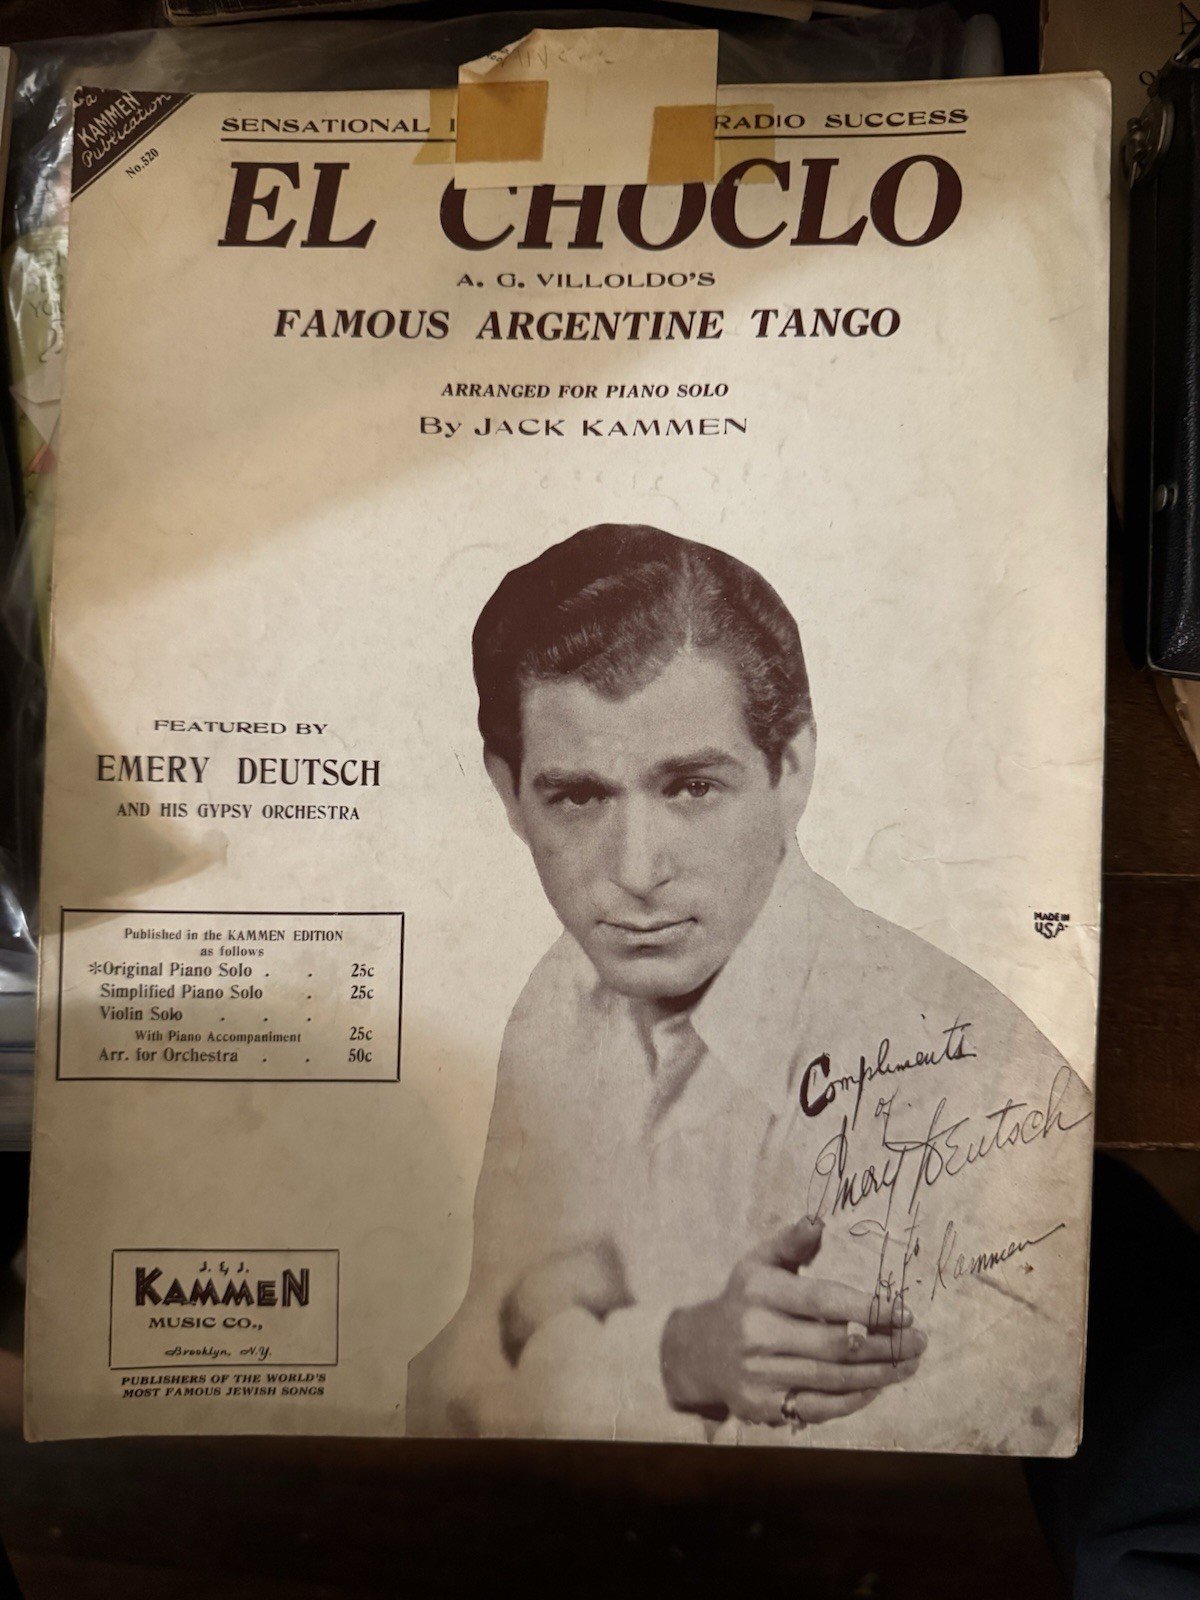 a
KAMMEN
Publication
No. 520
SENSATIONAL RADIO SUCCESS
EL CHOCLO
A. G. VILLOLDO'S
FAMOUS ARGENTINE TANGO
ARRANGED FOR PIANO SOLO
By JACK KAMMEN
FEATURED BY
EMERY DEUTSCH
AND HIS GYPSY ORCHESTRA
MADE IN
U.S.A.
Published in the KAMMEN EDITION
as follows
*Original Piano Solo . . 25c
Simplified Piano Solo . 25c
Violin Solo . . .
With Piano Accompaniment 25c
Arr. for Orchestra . . 50c
Compliments
of
Emery Deutsch
to
J. & J. Kammen
J. & J.
KAMMEN
MUSIC CO.,
Brooklyn, N.Y.
PUBLISHERS OF THE WORLD'S
MOST FAMOUS JEWISH SONGS